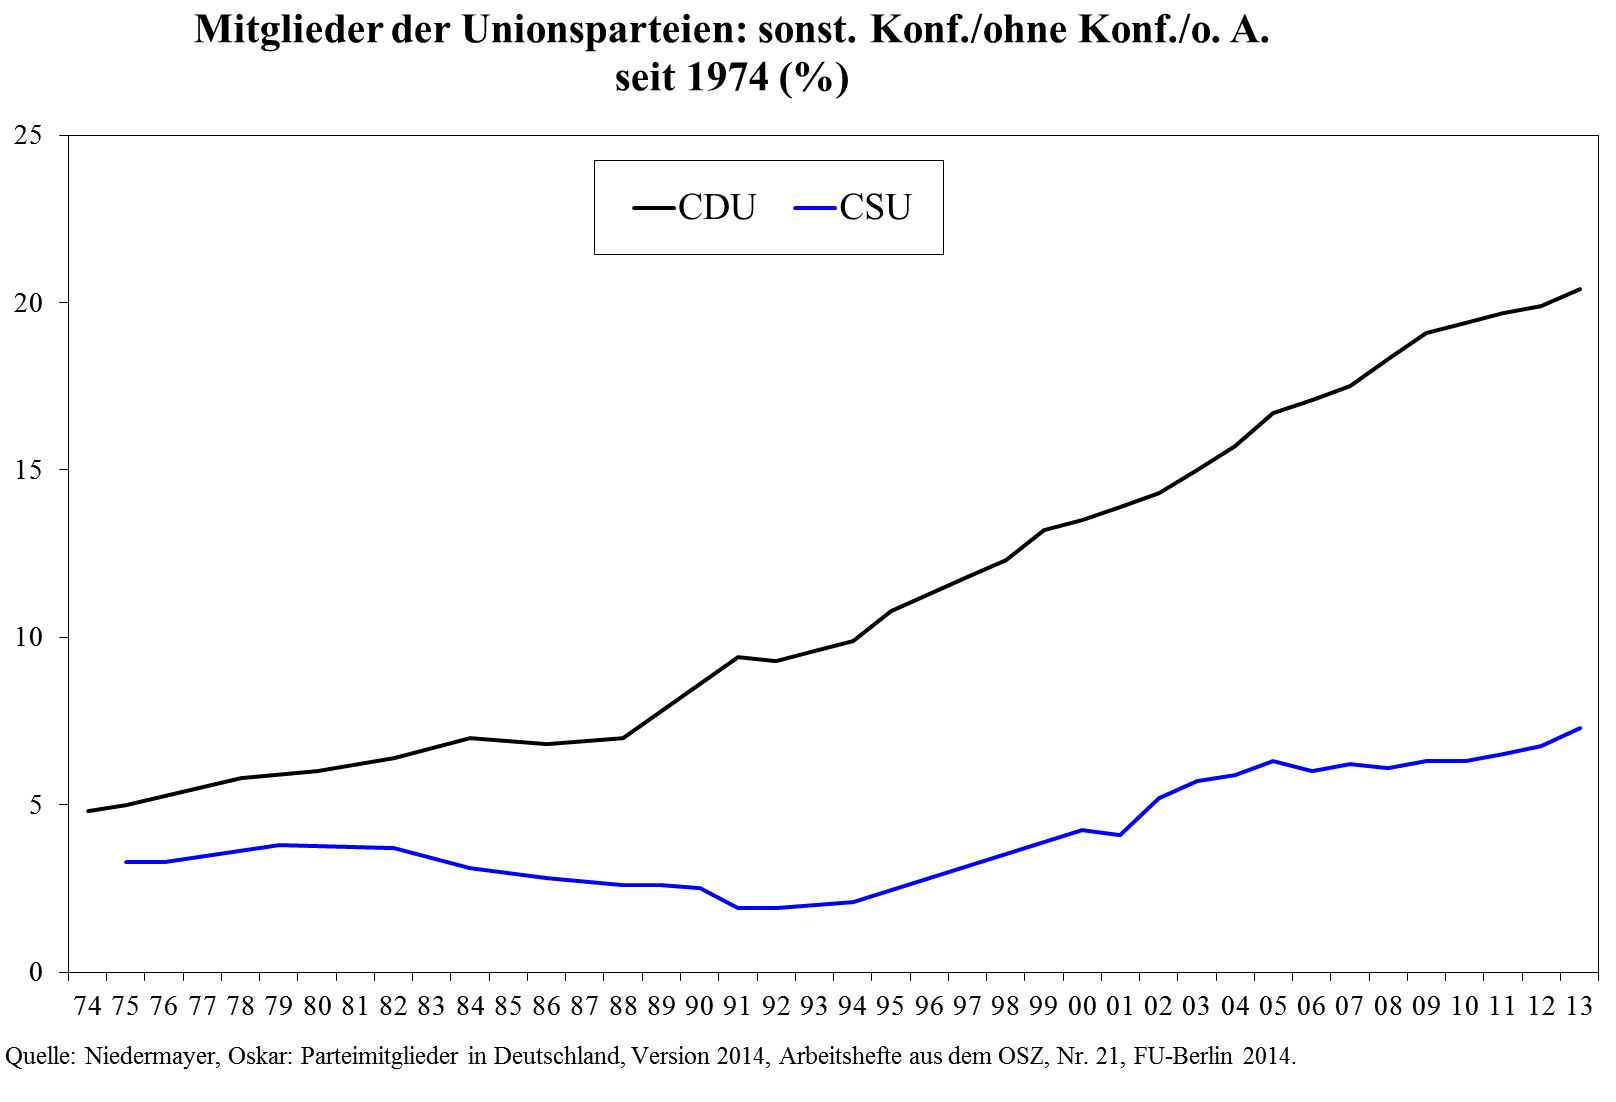 Mitglieder der Unionsparteien: sonst. Konf./ohne Konf./o. A.
seit 1974 (%)
25
CDU CSU
20
15
10
5
0
74 75 76 77 78 79 80 81 82 83 84 85 86 87 88 89 90 91 92 93 94 95 96 97 98 99 00 01 02 03 04 05 06 07 08 09 10 11 12 13
Quelle: Niedermayer, Oskar: Parteimitglieder in Deutschland, Version 2014, Arbeitshefte aus dem OSZ, Nr. 21, FU-Berlin 2014.